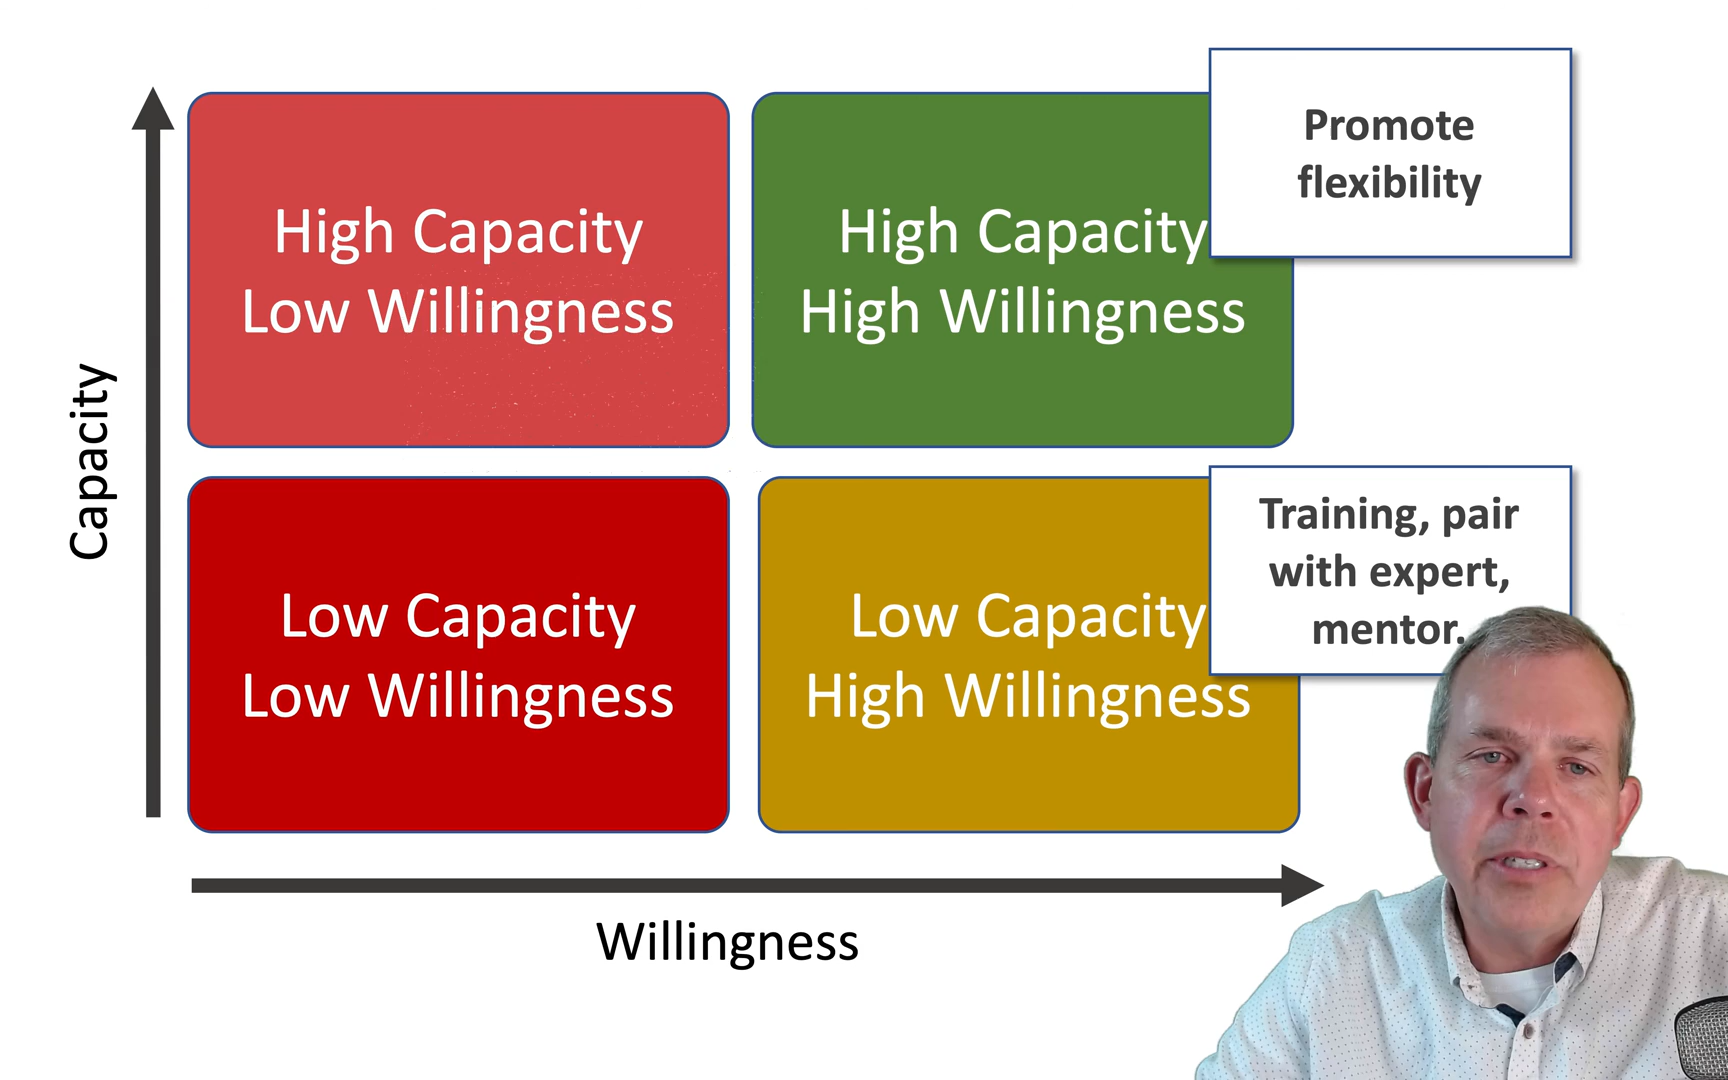 High Capacity
Low Willingness
High Capacity
High Willingness
Promote
flexibility
Capacity
Low Capacity
Low Willingness
Low Capacity
High Willingness
Training, pair
with expert,
mentor.
Willingness